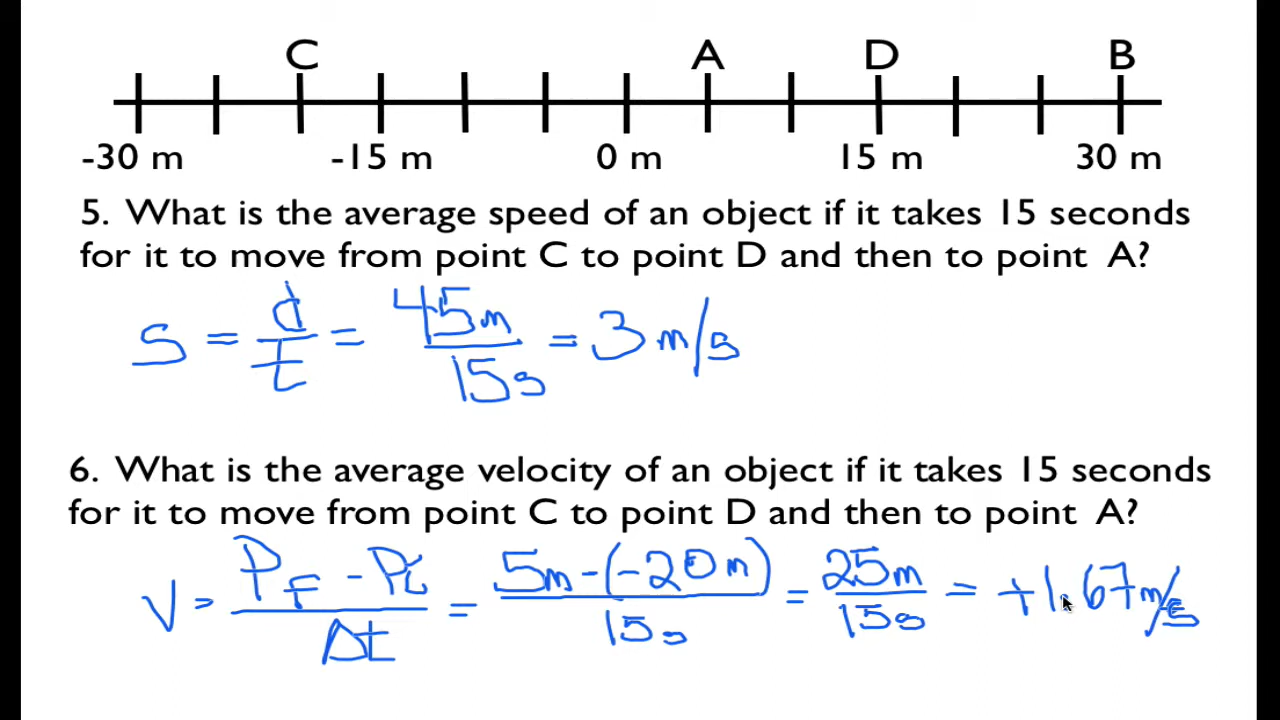 C A D B
-30 m -15 m 0 m 15 m 30 m
5. What is the average speed of an object if it takes 15 seconds
for it to move from point C to point D and then to point A?
S = d/t = 45m/15s = 3 m/s
6. What is the average velocity of an object if it takes 15 seconds
for it to move from point C to point D and then to point A?
V = PF - Pi/Δt = 5m-(-20m)/15s = 25m/15s = +1.67m/s